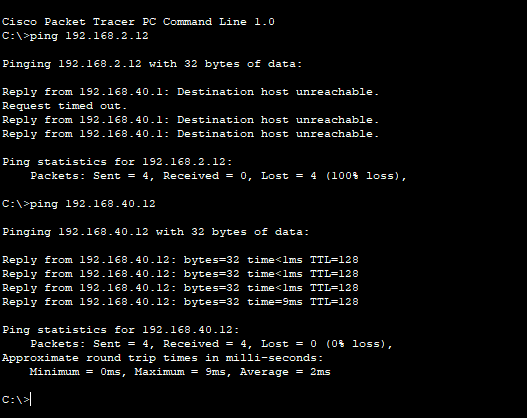 Cisco Packet Tracer PC Command Line 1.0
C:\>ping 192.168.2.12
Pinging 192.168.2.12 with 32 bytes of data:
Reply from 192.168.40.1: Destination host unreachable.
Request timed out.
Reply from 192.168.40.1: Destination host unreachable.
Reply from 192.168.40.1: Destination host unreachable.
Ping statistics for 192.168.2.12:
Packets: Sent = 4, Received = 0, Lost = 4 (100% loss),
C:\>ping 192.168.40.12
Pinging 192.168.40.12 with 32 bytes of data:
Reply from 192.168.40.12: bytes=32 time<1ms TTL=128
Reply from 192.168.40.12: bytes=32 time<1ms TTL=128
Reply from 192.168.40.12: bytes=32 time<1ms TTL=128
Reply from 192.168.40.12: bytes=32 time=9ms TTL=128
Ping statistics for 192.168.40.12:
Packets: Sent = 4, Received = 4, Lost = 0 (0% loss),
Approximate round trip times in milli-seconds:
Minimum = 0ms, Maximum = 9ms, Average = 2ms
C:\>